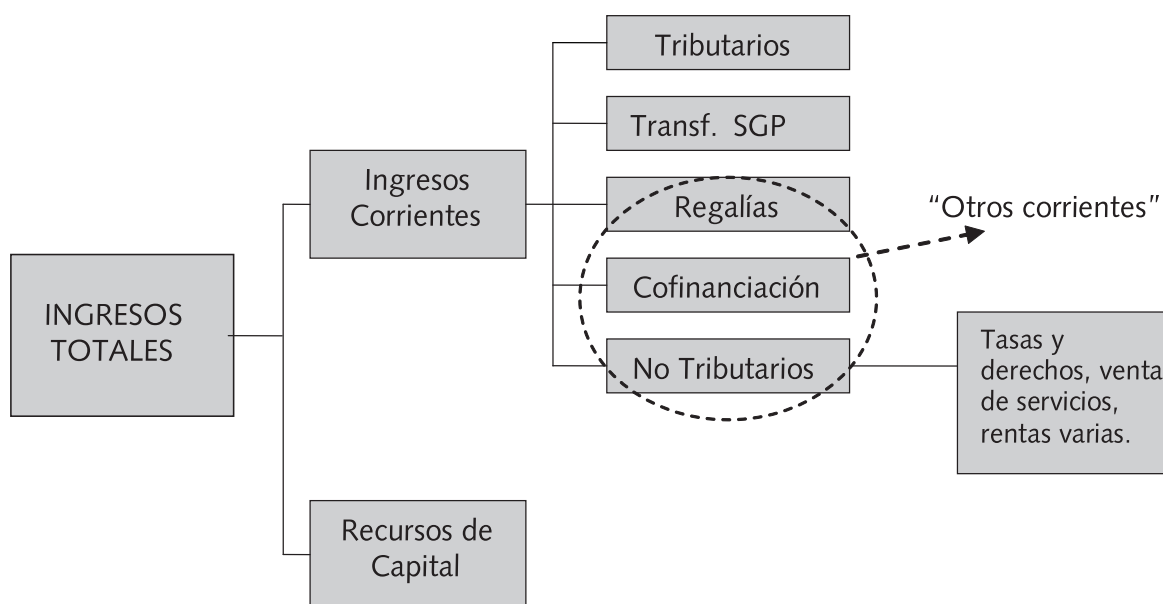 Tributarios
Transf. SGP
Ingresos
Corrientes
Regalías
“Otros corrientes”
Cofinanciación
INGRESOS
TOTALES
No Tributarios
Tasas y
derechos, venta
de servicios,
rentas varias.
Recursos de
Capital